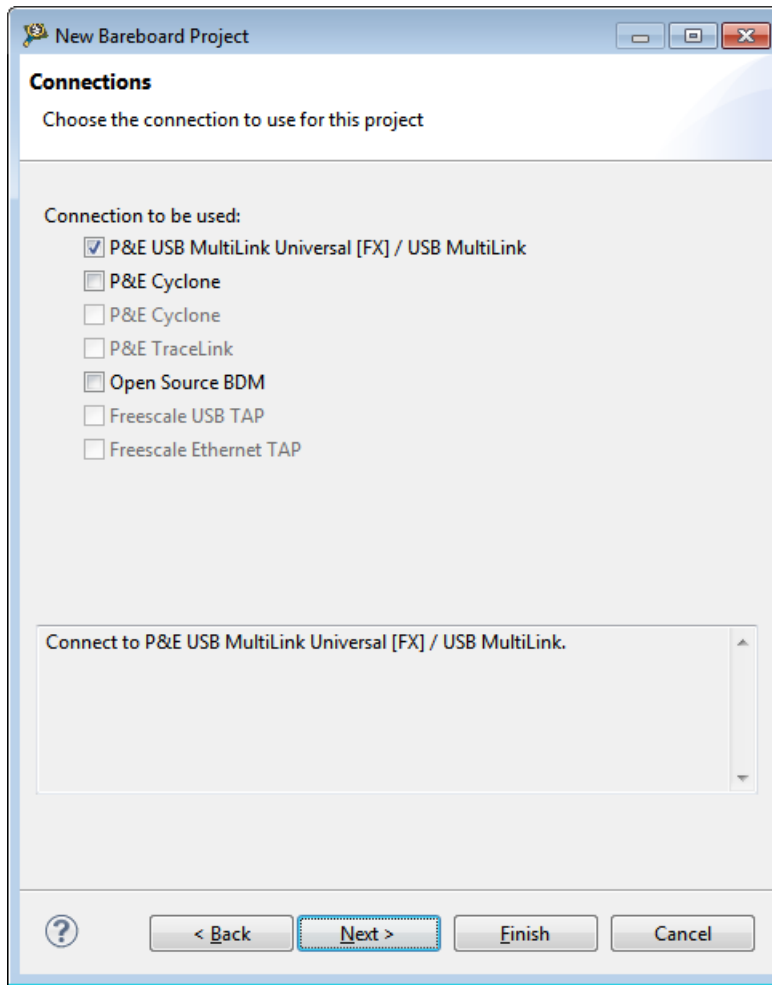 New Bareboard Project
Connections
Choose the connection to use for this project
Connection to be used:
P&E USB MultiLink Universal [FX] / USB MultiLink
P&E Cyclone
P&E Cyclone
P&E TraceLink
Open Source BDM
Freescale USB TAP
Freescale Ethernet TAP
Connect to P&E USB MultiLink Universal [FX] / USB MultiLink.
? < Back Next > Finish Cancel